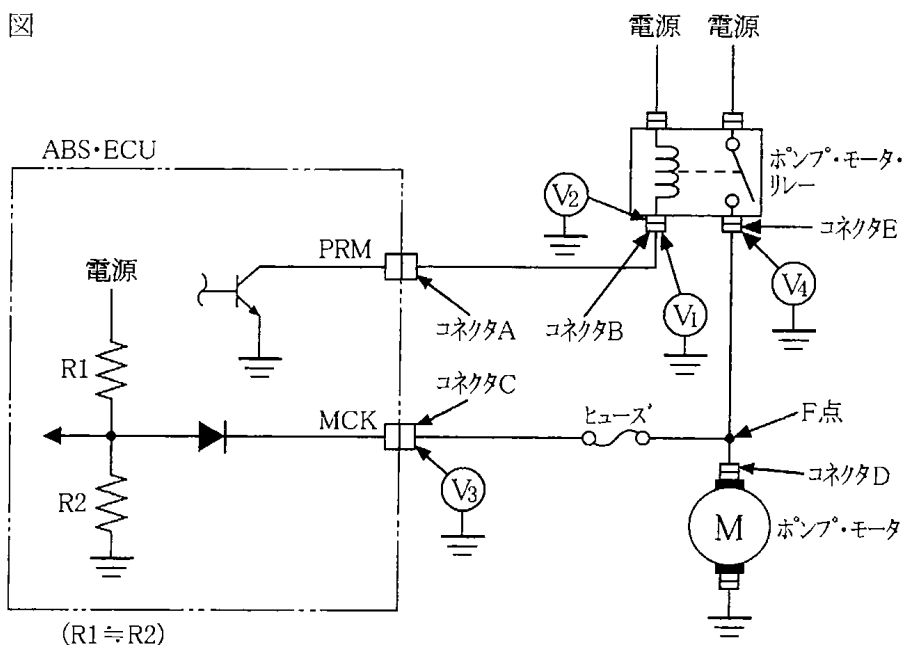 図
電源 電源
ABS・ECU
ポンプ・モータ・
リレー
V2
コネクタE
PRM
電源
V4
コネクタA
コネクタB
V1
コネクタC
R1
MCK
ヒューズ
F点
V3
コネクタD
R2
M
ポンプ・モータ
(R1≒R2)